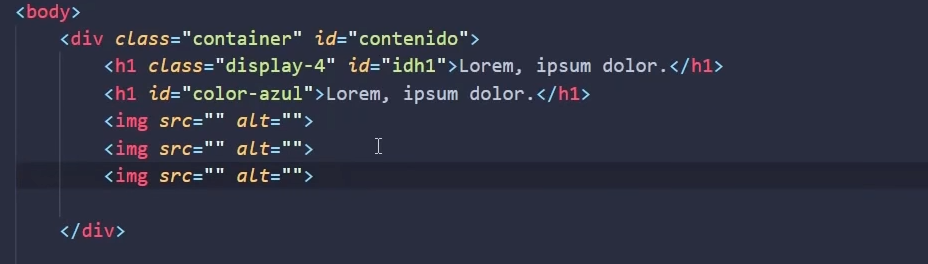 <body>
<div class="container" id="contenido">
<h1 class="display-4" id="idh1">Lorem, ipsum dolor.</h1>
<h1 id="color-azul">Lorem, ipsum dolor.</h1>
<img src="" alt="">
<img src="" alt="">
<img src="" alt="">
</div>